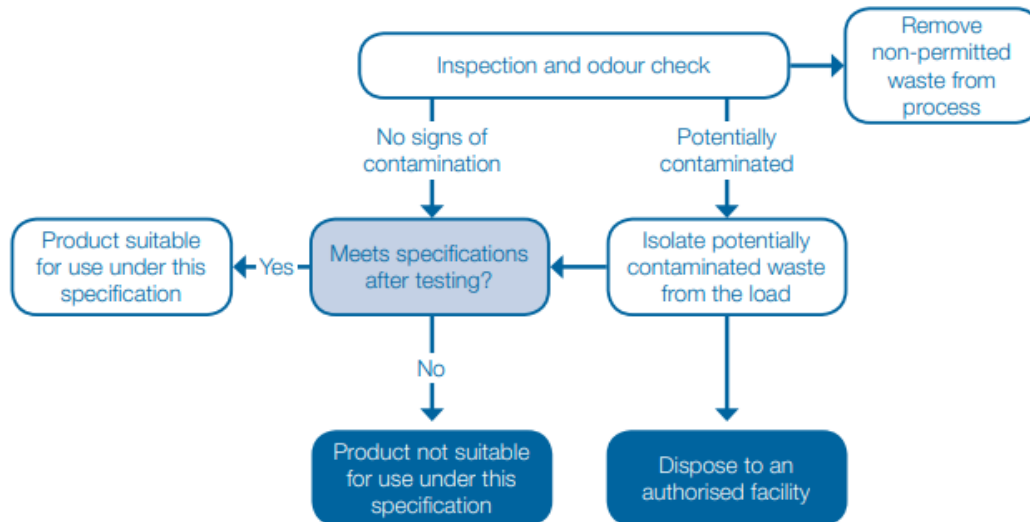 Inspection and odour check
Remove
non-permitted
waste from
process
No signs of
contamination
Potentially
contaminated
Product suitable
for use under this
specification
Yes
Meets specifications
after testing?
Isolate potentially
contaminated waste
from the load
No
Product not suitable
for use under this
specification
Dispose to an
authorised facility